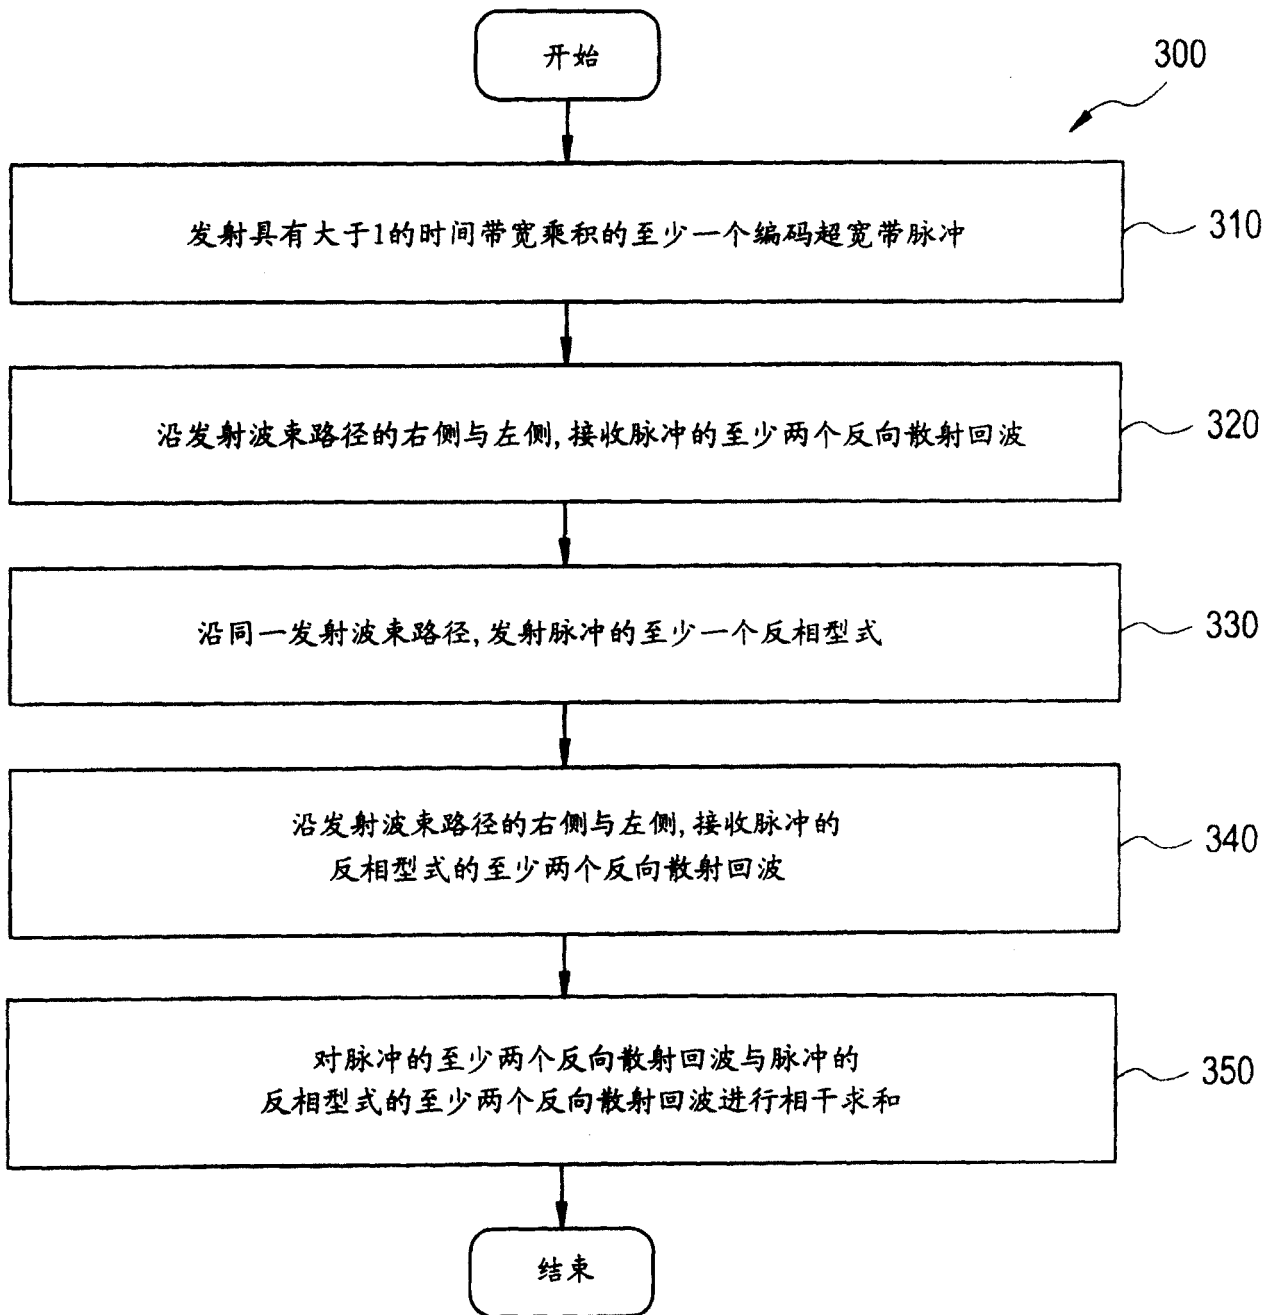 开始
300
发射具有大于1的时间带宽乘积的至少一个编码超宽带脉冲
310
沿发射波束路径的右侧与左侧,接收脉冲的至少两个反向散射回波
320
沿同一发射波束路径,发射脉冲的至少一个反相型式
330
沿发射波束路径的右侧与左侧,接收脉冲的
反相型式的至少两个反向散射回波
340
对脉冲的至少两个反向散射回波与脉冲的
反相型式的至少两个反向散射回波进行相干求和
350
结束